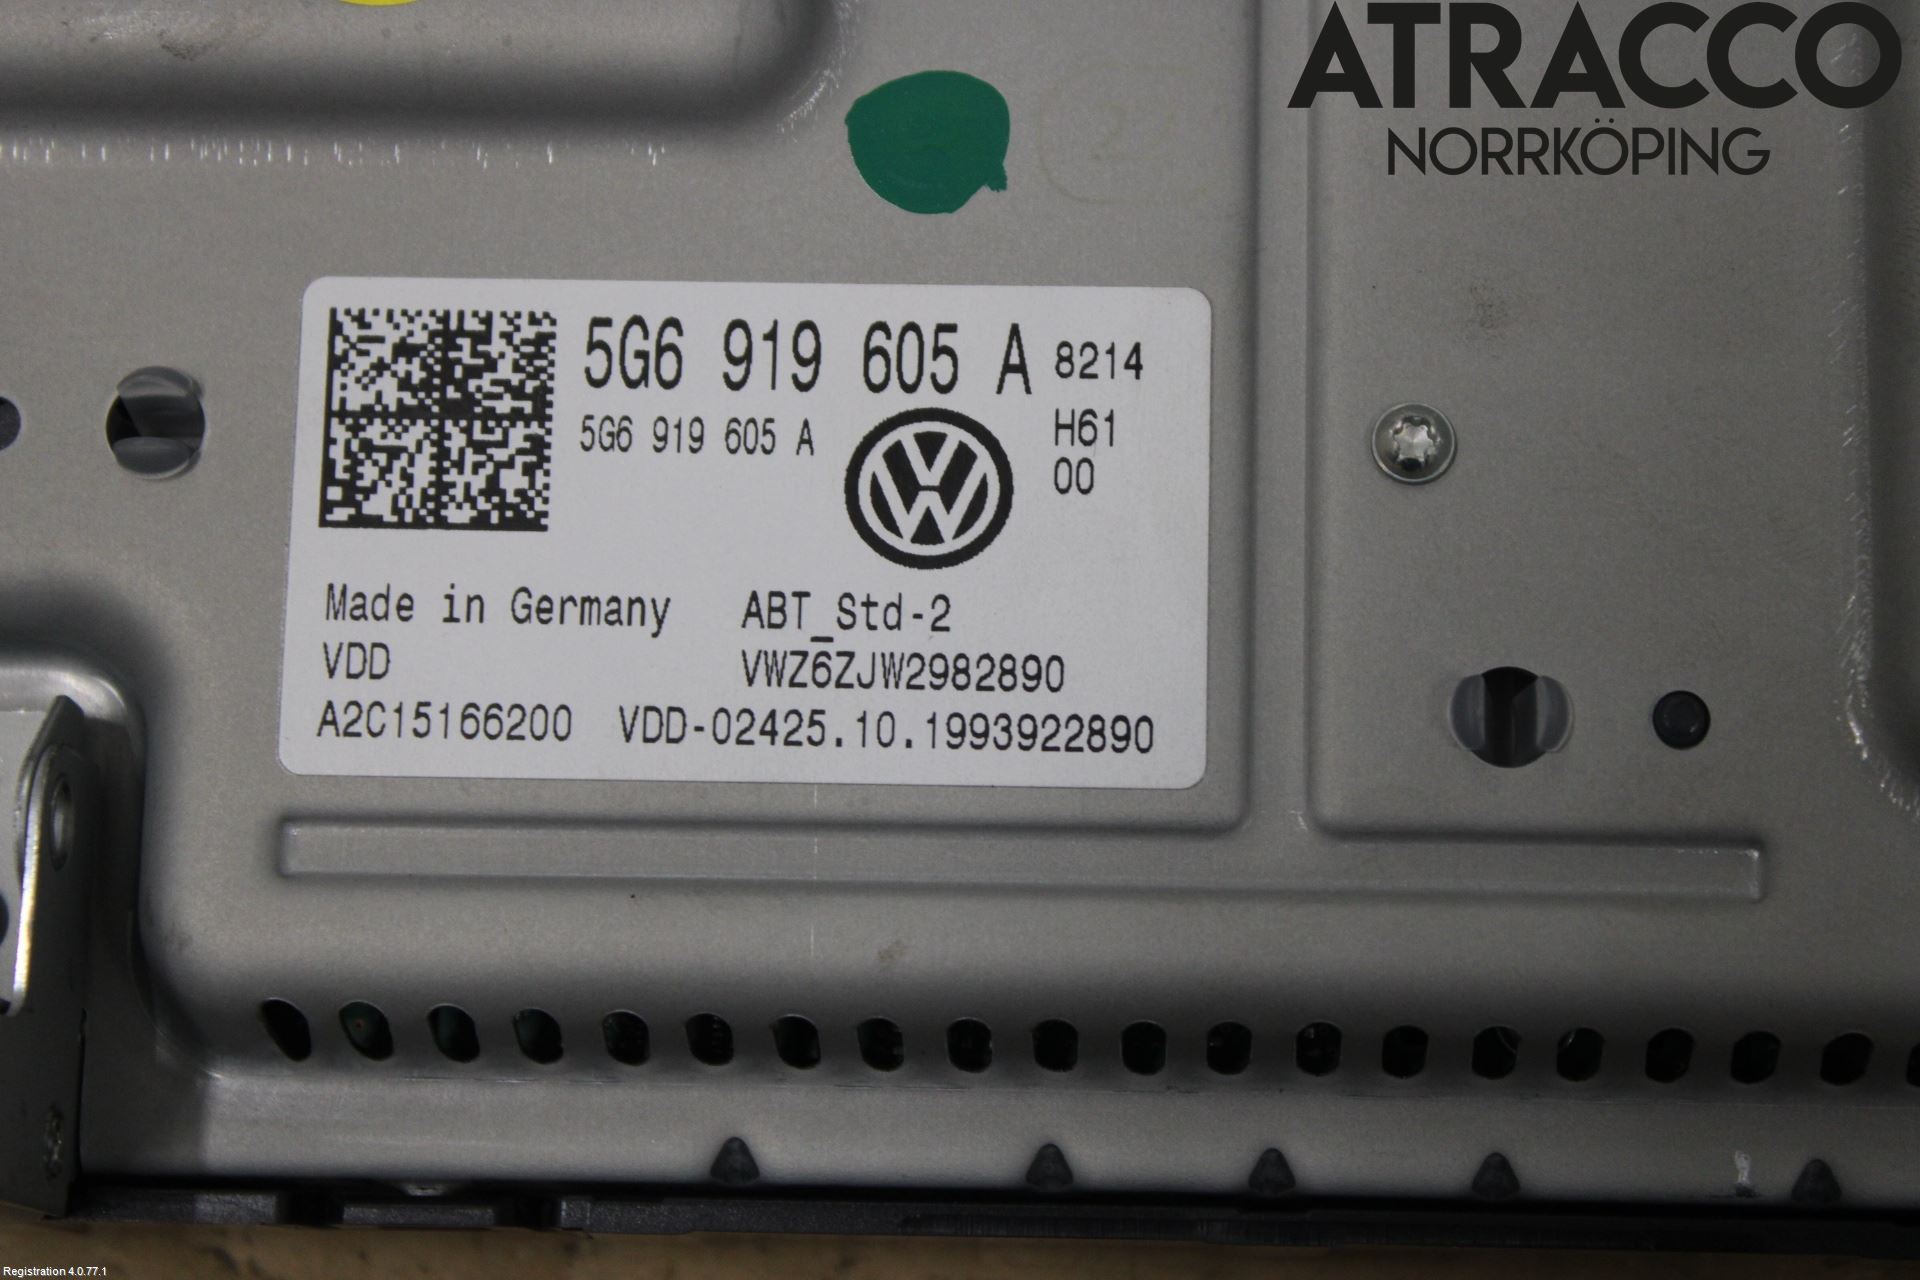 ATRACCO
NORRKÖPING
5G6 919 605 A 8214
5G6 919 605 A H61
00
Made in Germany ABT_Std-2
VDD VWZ6ZJW2982890
A2C15166200 VDD-02425.10.1993922890
Registration 4.0.77.1